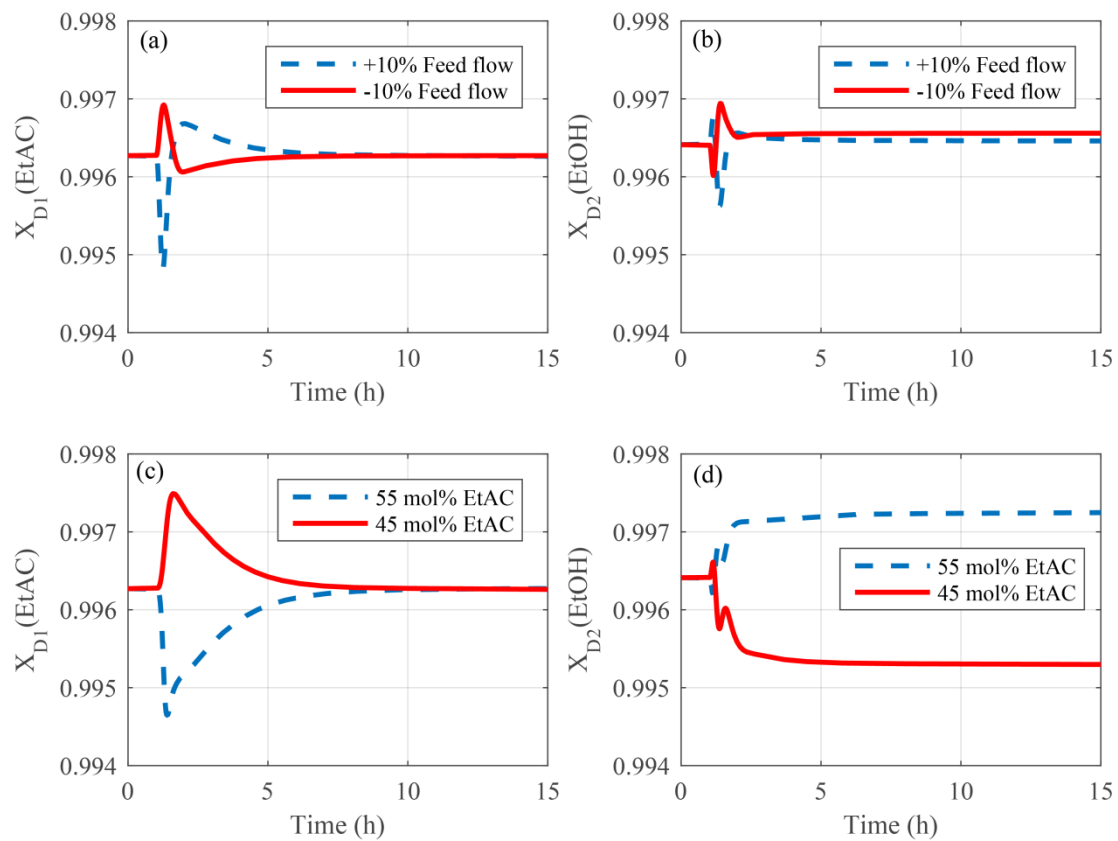 (a)
+10% Feed flow
-10% Feed flow
0.998
0.997
0.996
0.995
0.994
X_D1(EtAC)
0 5 10 15
Time (h)
(b)
+10% Feed flow
-10% Feed flow
0.998
0.997
0.996
0.995
0.994
X_D2(EtOH)
0 5 10 15
Time (h)
(c)
55 mol% EtAC
45 mol% EtAC
0.998
0.997
0.996
0.995
0.994
X_D1(EtAC)
0 5 10 15
Time (h)
(d)
55 mol% EtAC
45 mol% EtAC
0.998
0.997
0.996
0.995
0.994
X_D2(EtOH)
0 5 10 15
Time (h)